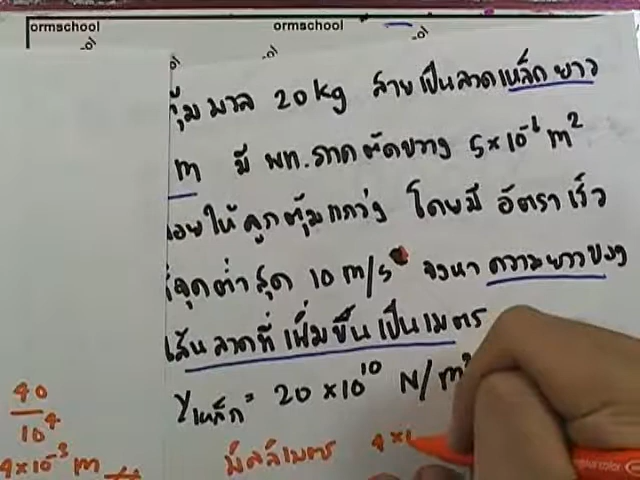 ormschool ormschool
ตุ้มมวล 20 kg สายเป็นลวดเหล็กยาว
m มี พท.ภาคตัดขวาง 5×10⁻⁶ m²
ให้ลูกตุ้มแกว่ง โดยมี อัตราเร็ว
จุดต่ำสุด 10 m/s จงหา ความยาวของ
เส้นลวดที่เพิ่มขึ้นเป็นเมตร
Yเหล็ก = 20×10¹⁰ N/m²
40
10⁴
4×10⁻³ m
มิลลิเมตร 4×